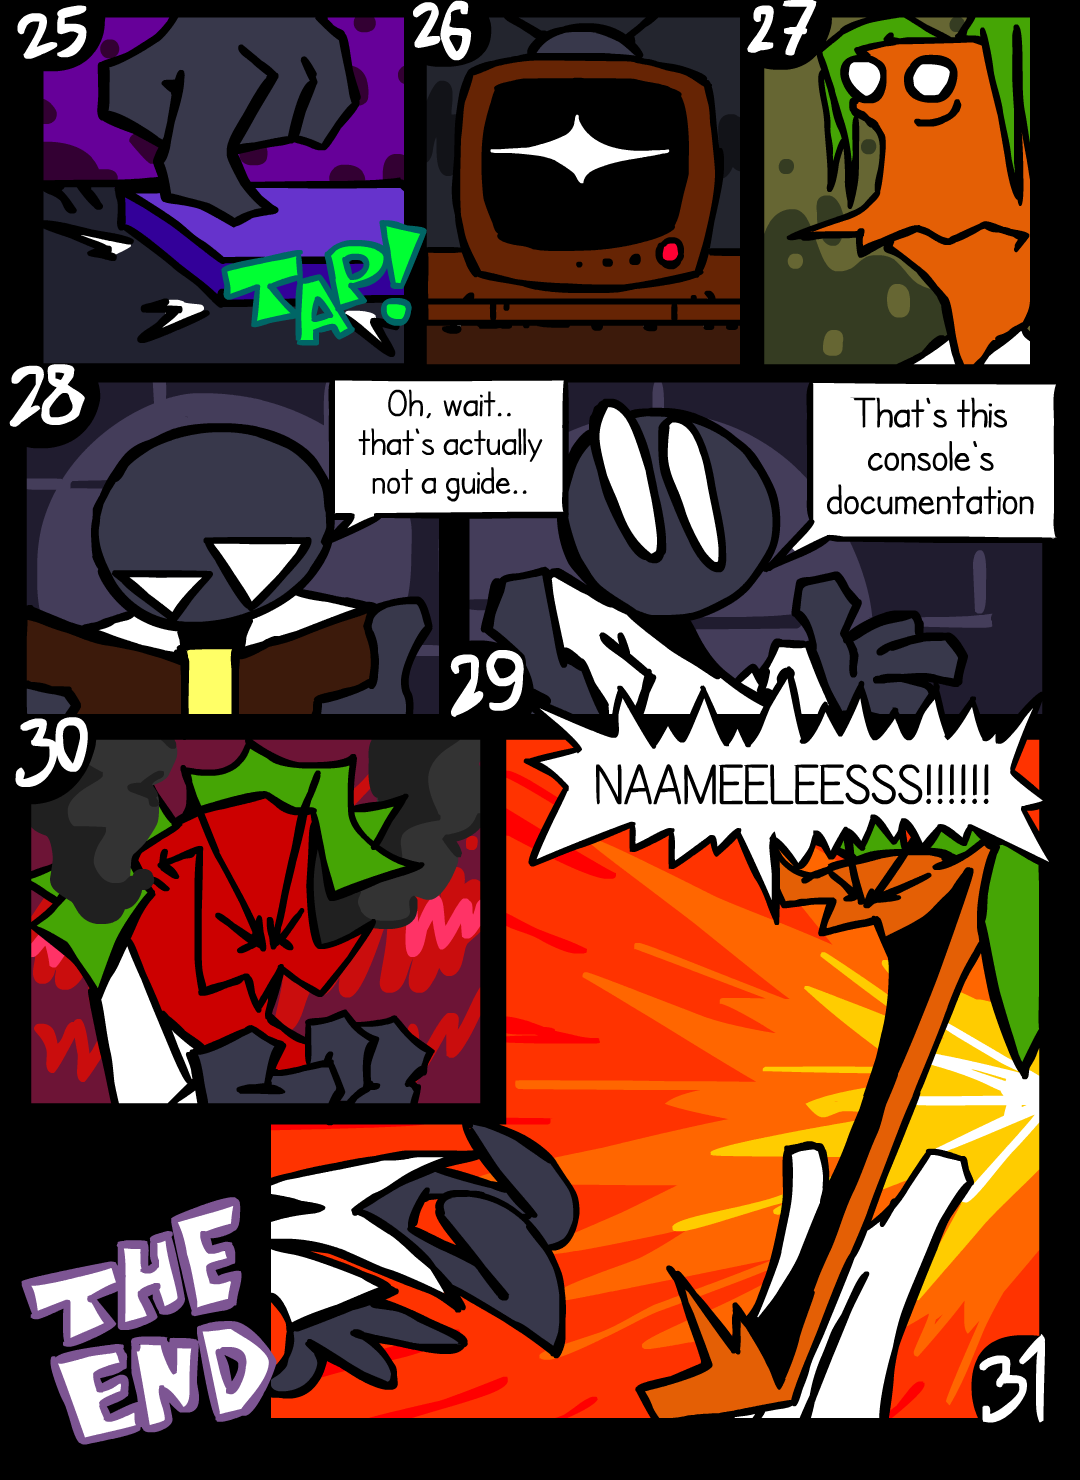 25
26
27
TAP!
28
Oh, wait..
that's actually
not a guide..
That's this
console's
documentation
29
30
NAAMEELEESSS!!!!!!
THE
END
31